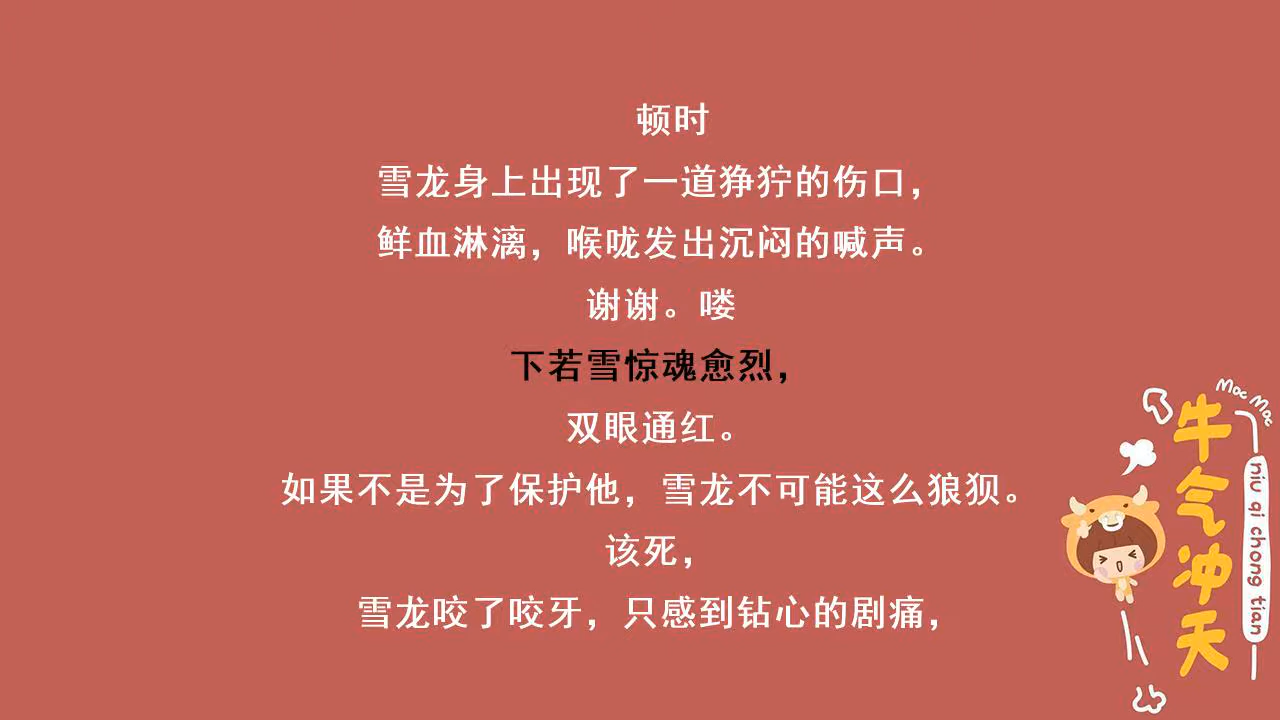 顿时
雪龙身上出现了一道狰狞的伤口，
鲜血淋漓，喉咙发出沉闷的喊声。
谢谢。喽
下若雪惊魂愈烈，
双眼通红。
如果不是为了保护他，雪龙不可能这么狼狈。
该死，
雪龙咬了咬牙，只感到钻心的剧痛，
Moc Moc
牛气冲天
niu qi chong tian